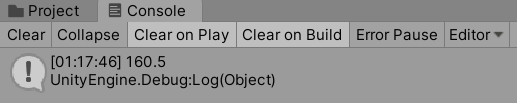 Project Console
Clear Collapse Clear on Play Clear on Build Error Pause Editor
[01:17:46] 160.5
UnityEngine.Debug:Log(Object)